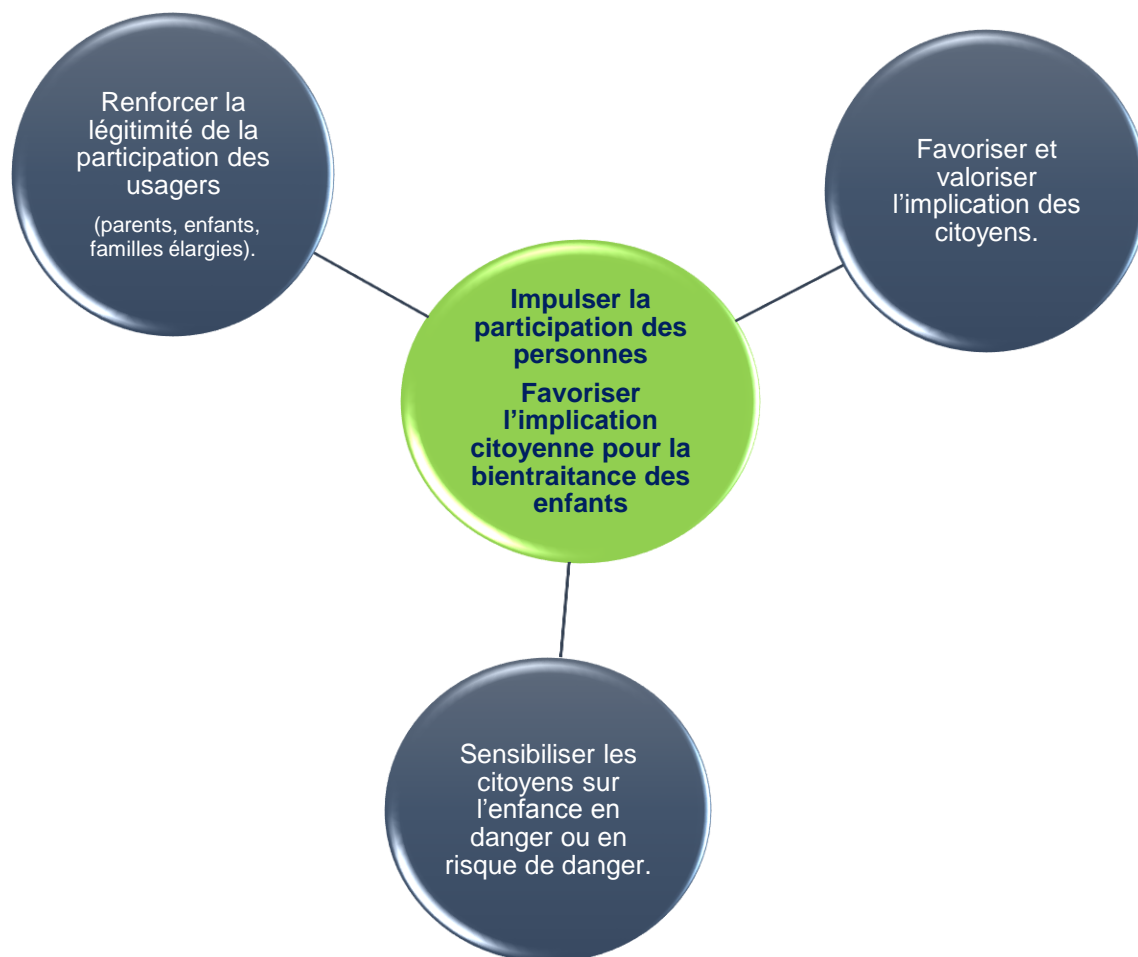 Renforcer la
légitimité de la
participation des
usagers
(parents, enfants,
familles élargies).
Favoriser et
valoriser
l’implication des
citoyens.
Impulser la
participation des
personnes
Favoriser
l’implication
citoyenne pour la
bientraitance des
enfants
Sensibiliser les
citoyens sur
l’enfance en
danger ou en
risque de danger.